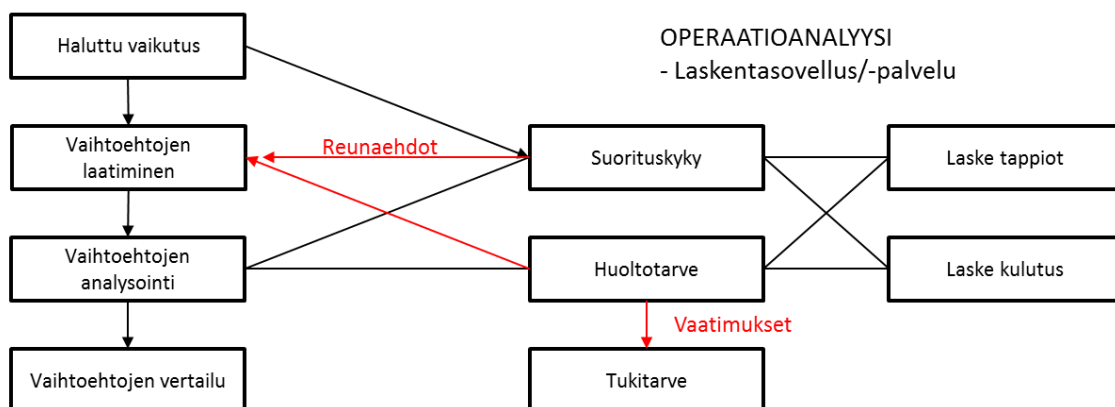 Haluttu vaikutus
OPERAATIOANALYYSI
- Laskentasovellus/-palvelu
Vaihtoehtojen
laatiminen
Reunaehdot
Suorituskyky
Laske tappiot
Vaihtoehtojen
analysointi
Huoltotarve
Laske kulutus
Vaatimukset
Vaihtoehtojen vertailu
Tukitarve